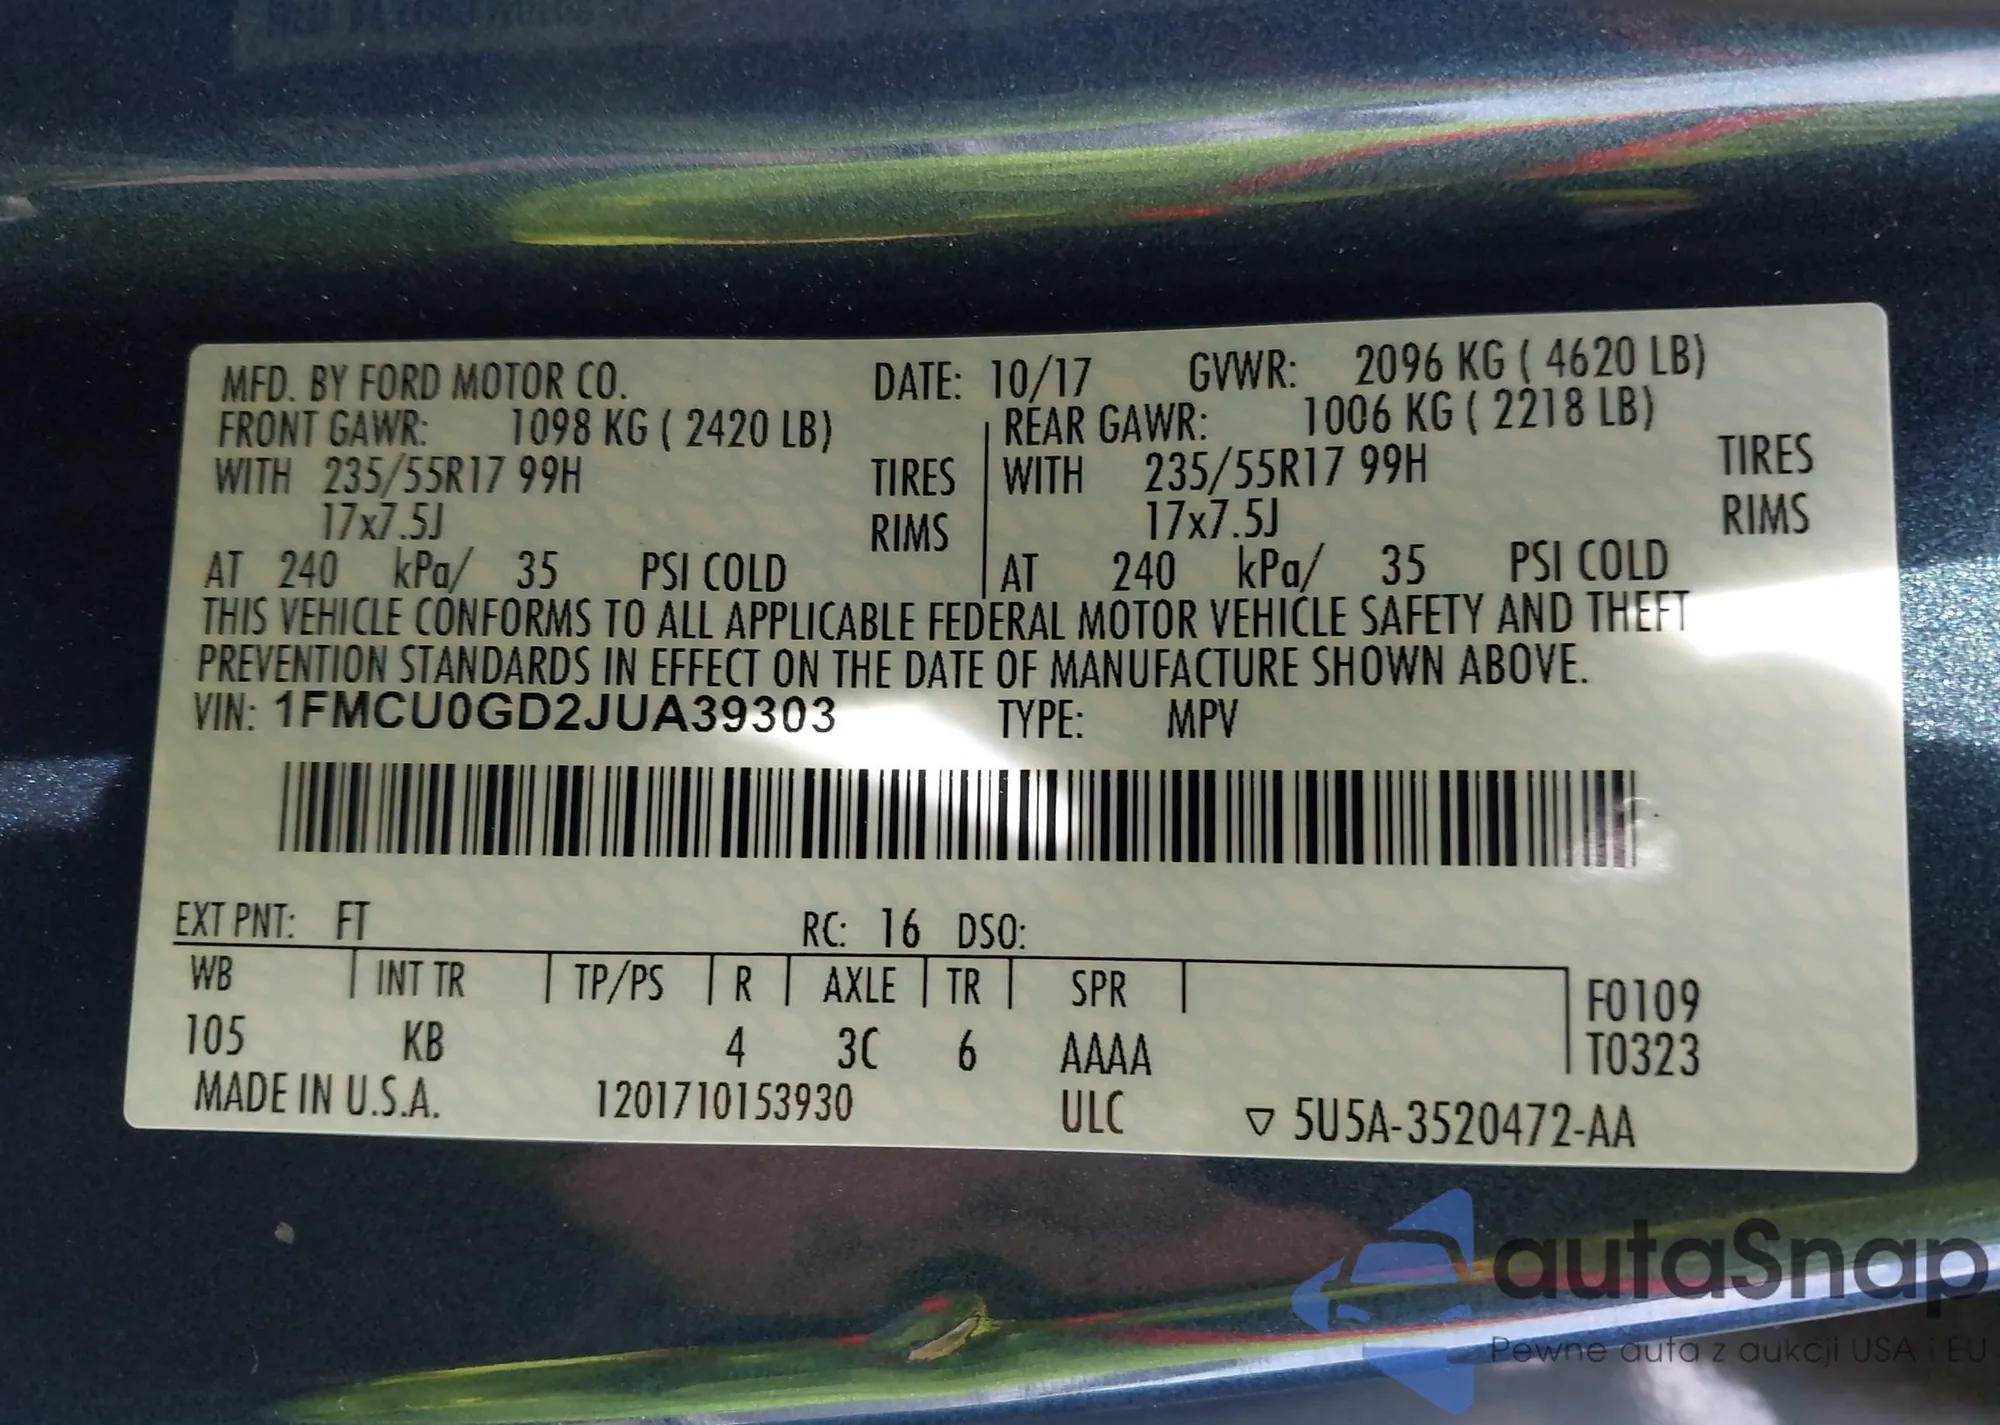 MFD. BY FORD MOTOR CO. DATE: 10/17 GVWR: 2096 KG ( 4620 LB)
FRONT GAWR: 1098 KG ( 2420 LB) REAR GAWR: 1006 KG ( 2218 LB)
WITH 235/55R17 99H TIRES WITH 235/55R17 99H TIRES
17x7.5J RIMS 17x7.5J RIMS
AT 240 kPa/ 35 PSI COLD AT 240 kPa/ 35 PSI COLD
THIS VEHICLE CONFORMS TO ALL APPLICABLE FEDERAL MOTOR VEHICLE SAFETY AND THEFT
PREVENTION STANDARDS IN EFFECT ON THE DATE OF MANUFACTURE SHOWN ABOVE.
VIN: 1FMCU0GD2JUA39303 TYPE: MPV
EXT PNT: FT RC: 16 DSO:
WB INT TR TP/PS R AXLE TR SPR F0109
105 KB 4 3C 6 AAAA T0323
MADE IN U.S.A. 1201710153930 ULC ▽ 5U5A-3520472-AA
autaSnap
Pewne auta z aukcji USA i EU